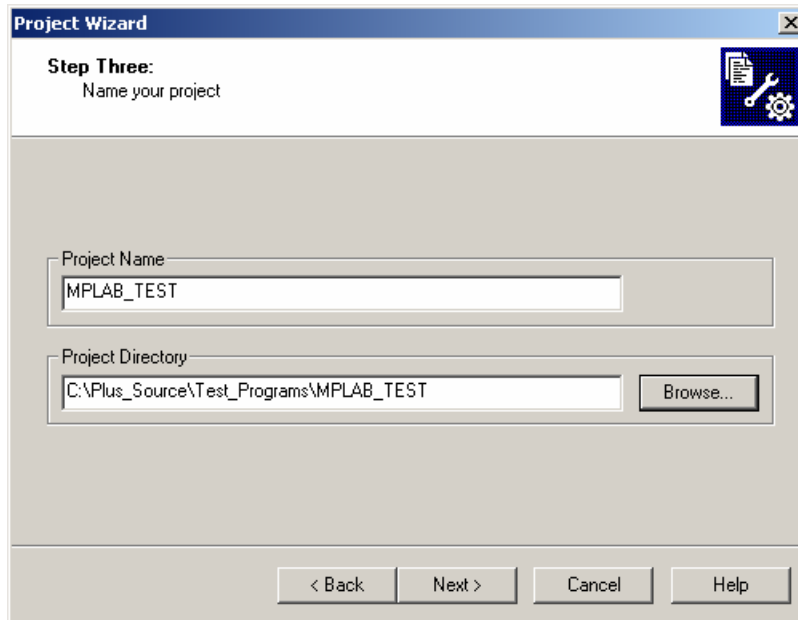 Project Wizard
Step Three:
Name your project
Project Name
MPLAB_TEST
Project Directory
C:\Plus_Source\Test_Programs\MPLAB_TEST
Browse...
< Back
Next >
Cancel
Help